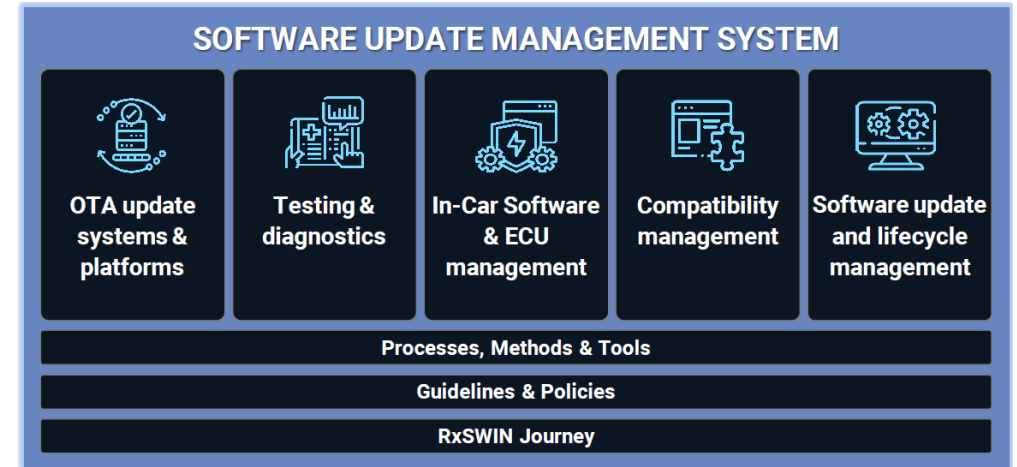 SOFTWARE UPDATE MANAGEMENT SYSTEM
OTA update
systems &
platforms
Testing &
diagnostics
In-Car Software
& ECU
management
Compatibility
management
Software update
and lifecycle
management
Processes, Methods & Tools
Guidelines & Policies
RxSWIN Journey